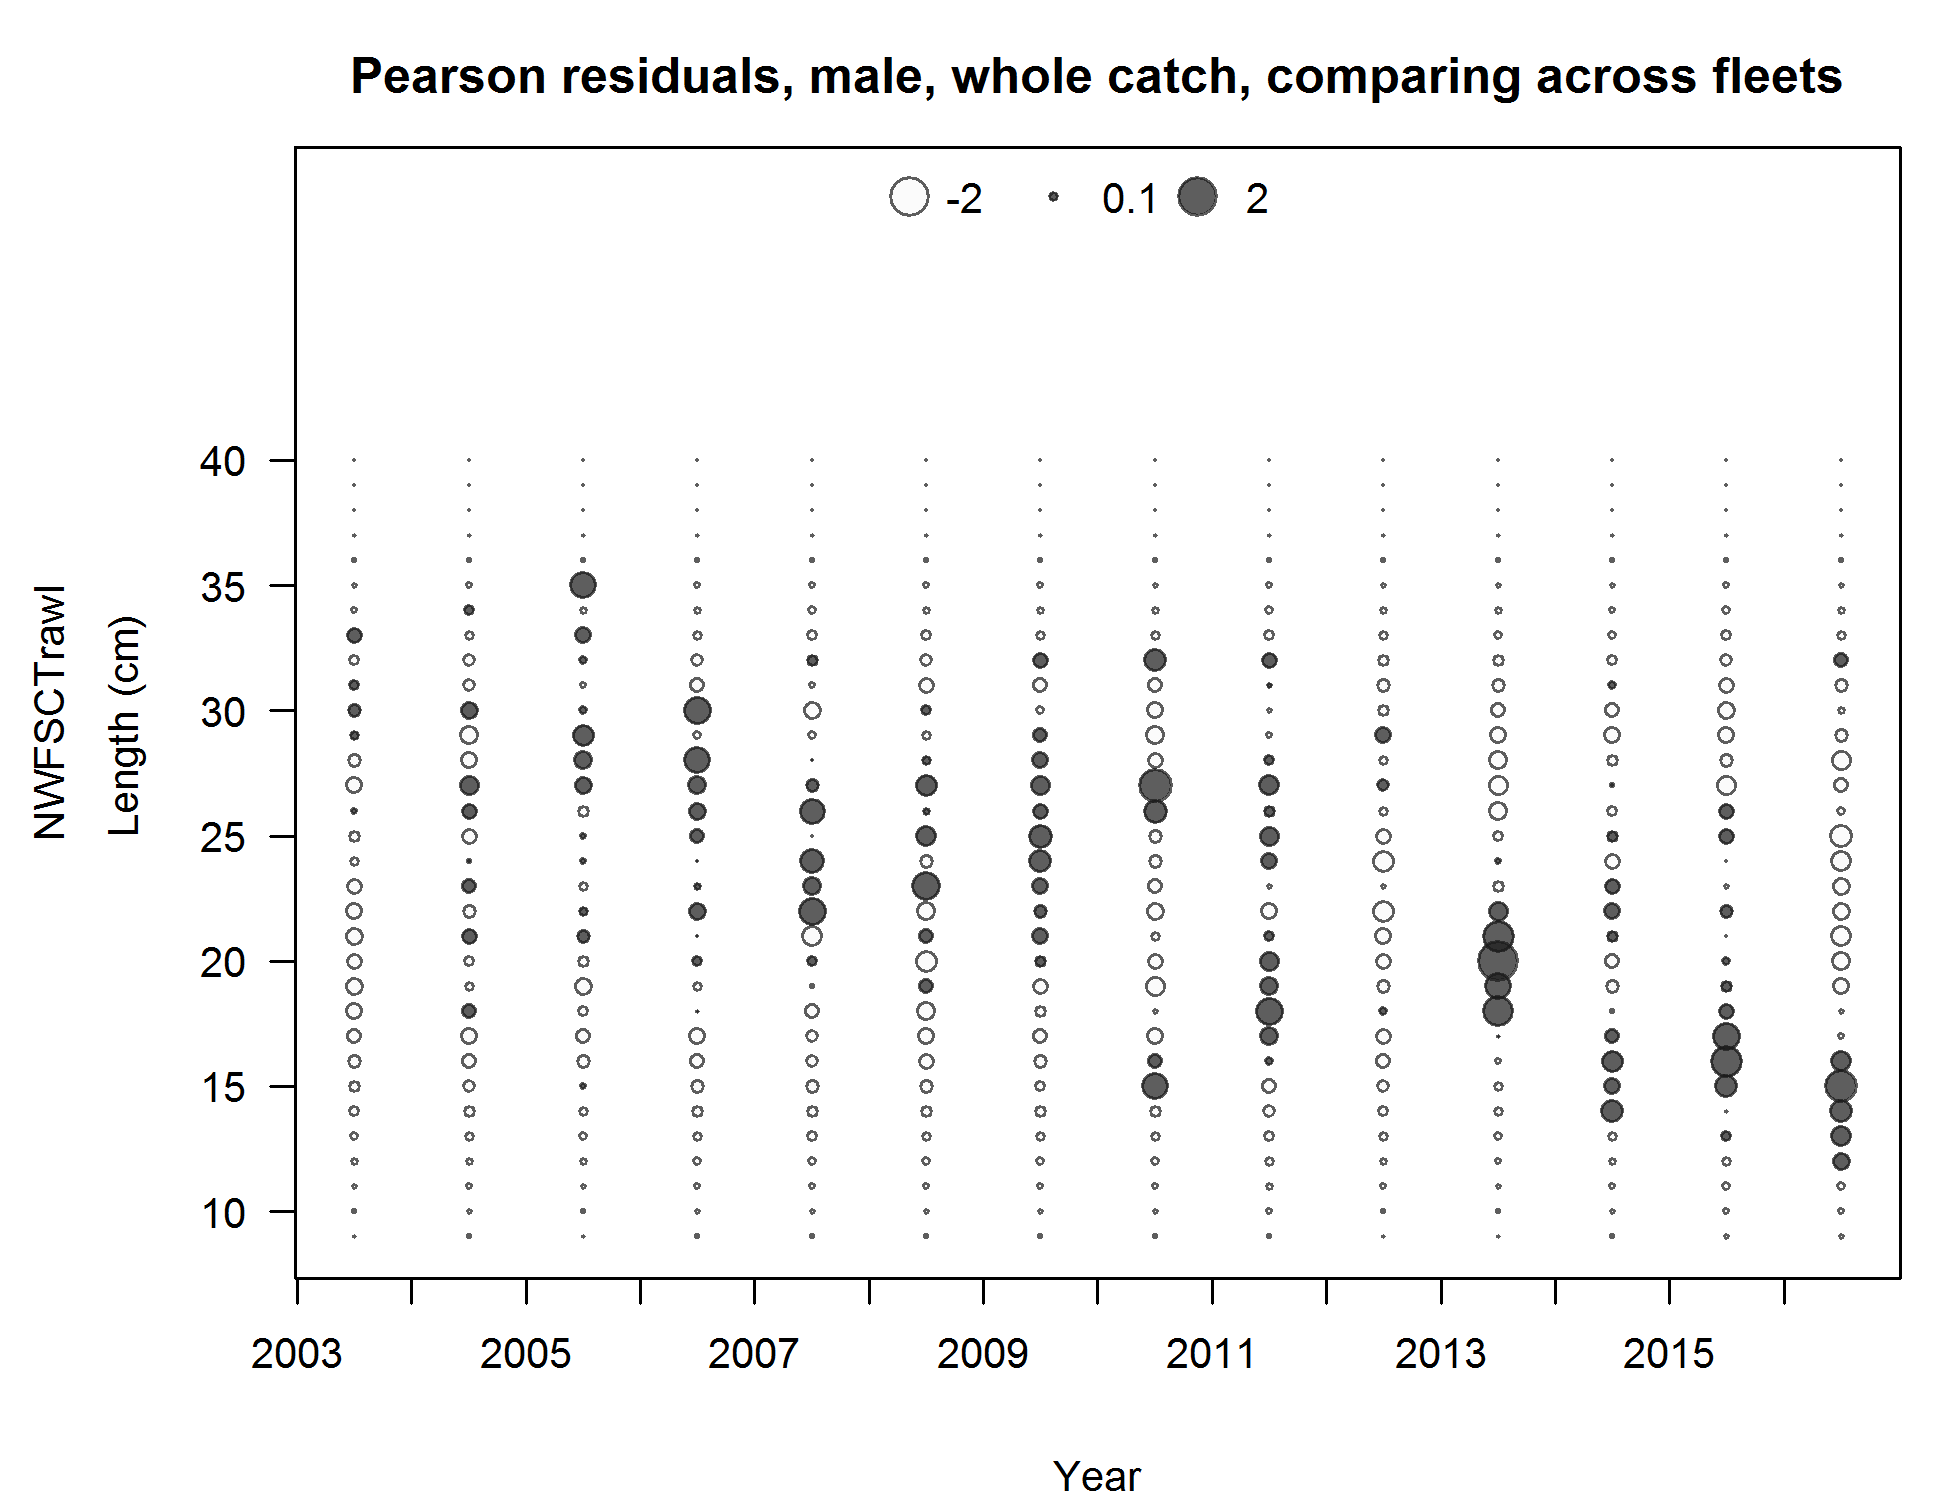 Pearson residuals, male, whole catch, comparing across fleets
-2 0.1 2
NWFSCTrawl
Length (cm)
40
35
30
25
20
15
10
2003 2005 2007 2009 2011 2013 2015
Year